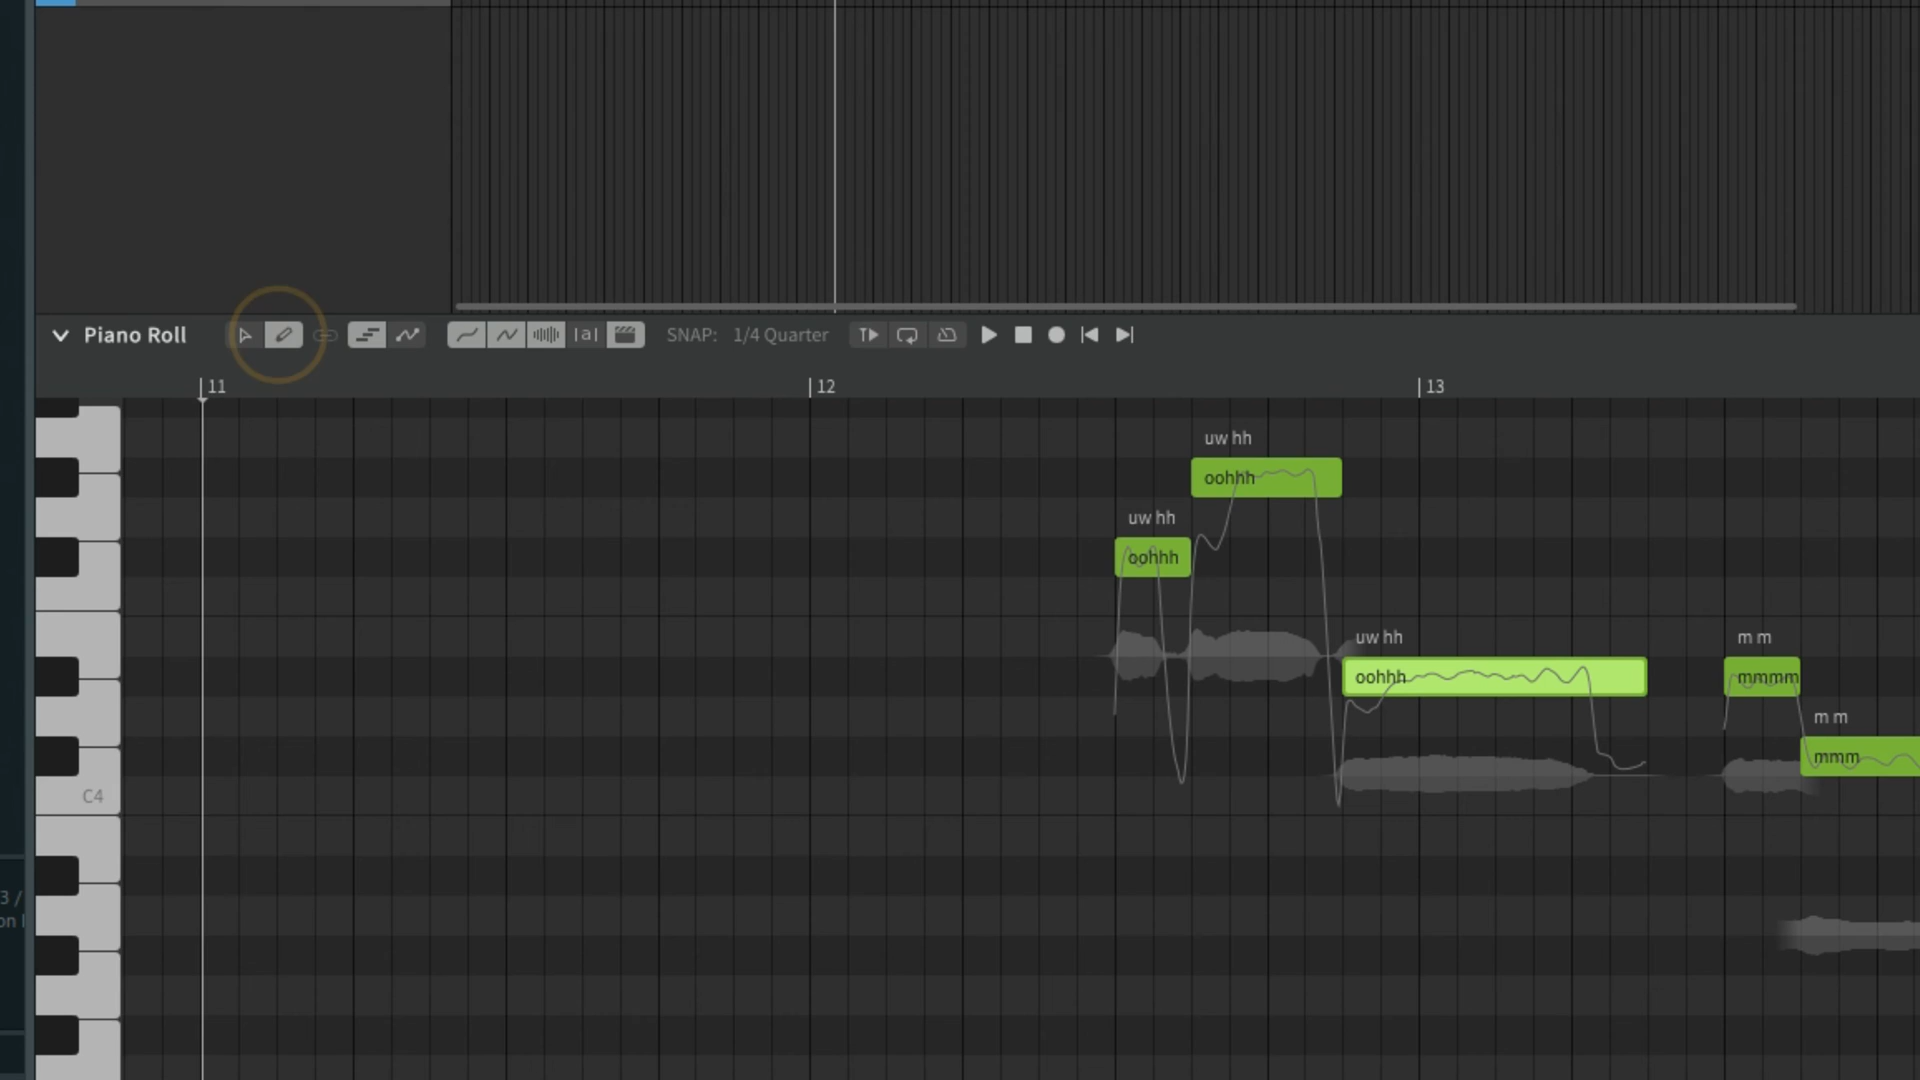 Piano Roll |a| SNAP: 1/4 Quarter
11 12 13
uw hh
oohhh
uw hh
oohhh
uw hh
m m
oohhh
mmmm
m m
mmm
C4
3 /